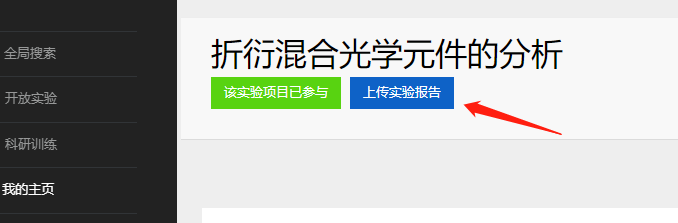 全局搜索
开放实验
科研训练
我的主页
折衍混合光学元件的分析
该实验项目已参与
上传实验报告